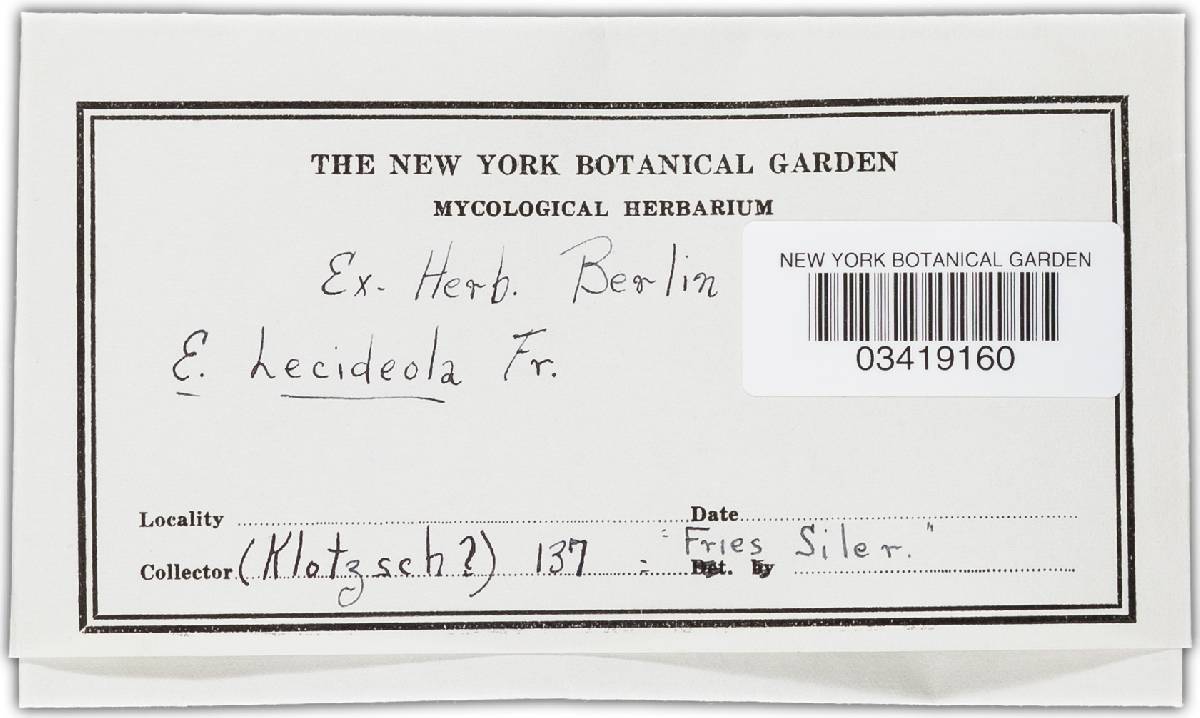 THE NEW YORK BOTANICAL GARDEN
MYCOLOGICAL HERBARIUM
Ex. Herb. Berlin
NEW YORK BOTANICAL GARDEN
03419160
E. Lecideola Fr.
Locality
Date
Collector (Klotzsch?) 137 = "Fries Siler."
Det. by